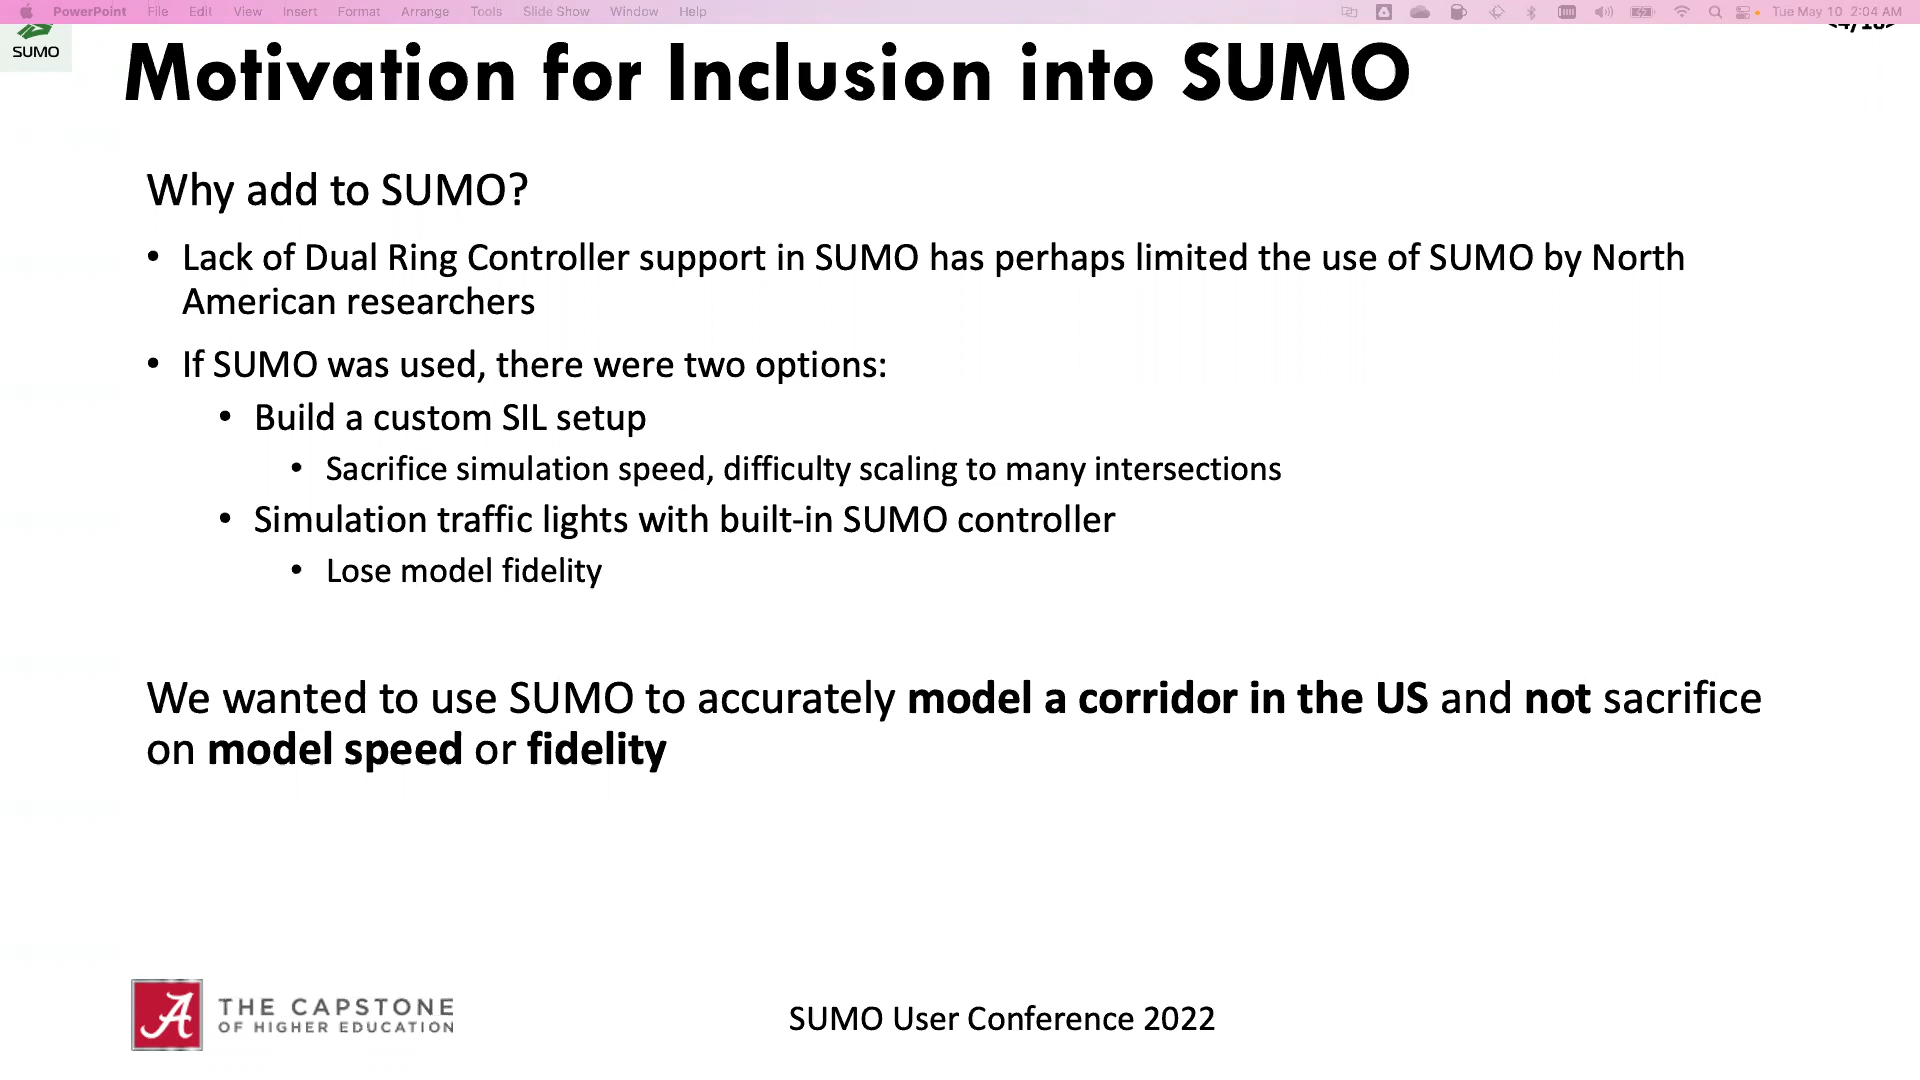 PowerPoint File Edit View Insert Format Arrange Tools Slide Show Window Help Tue May 10 2:04 AM
SUMO
Motivation for Inclusion into SUMO
Why add to SUMO?
• Lack of Dual Ring Controller support in SUMO has perhaps limited the use of SUMO by North
American researchers
• If SUMO was used, there were two options:
• Build a custom SIL setup
• Sacrifice simulation speed, difficulty scaling to many intersections
• Simulation traffic lights with built-in SUMO controller
• Lose model fidelity
We wanted to use SUMO to accurately model a corridor in the US and not sacrifice
on model speed or fidelity
A THE CAPSTONE
OF HIGHER EDUCATION
SUMO User Conference 2022